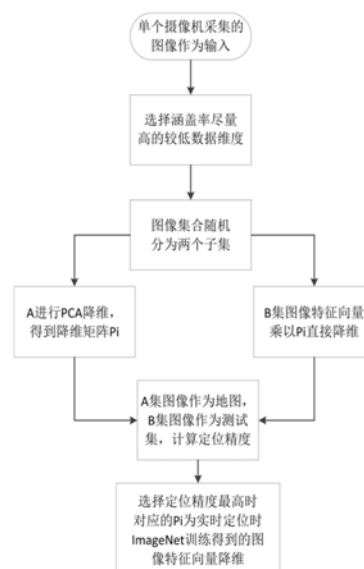 单个摄像机采集的
图像作为输入
选择涵盖率尽量
高的较低数据维度
图像集合随机
分为两个子集
A进行PCA降维,
得到降维矩阵Pi
B集图像特征向量
乘以Pi直接降维
A集图像作为地图,
B集图像作为测试
集，计算定位精度
选择定位精度最高时
对应的Pi为实时定位时
ImageNet训练得到的图
像特征向量降维